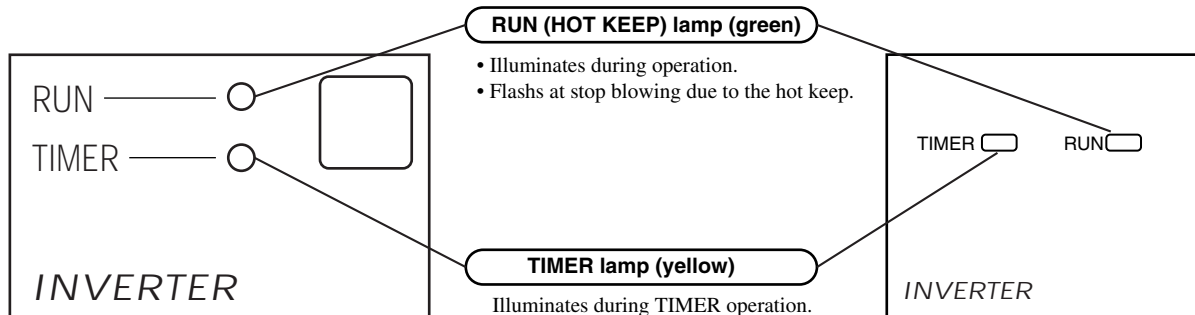 RUN (HOT KEEP) lamp (green)
• Illuminates during operation.
• Flashes at stop blowing due to the hot keep.
RUN
TIMER
INVERTER
TIMER
RUN
INVERTER
TIMER lamp (yellow)
Illuminates during TIMER operation.